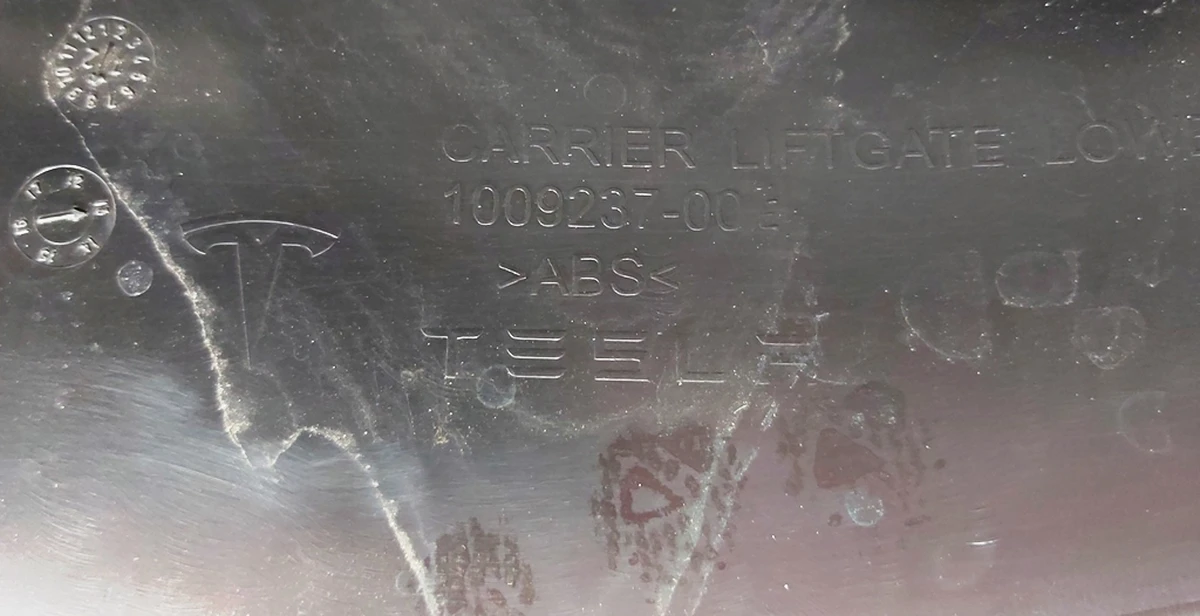 CARRIER LIFTGATE LOWE
1009237-00
>ABS<
TESLA